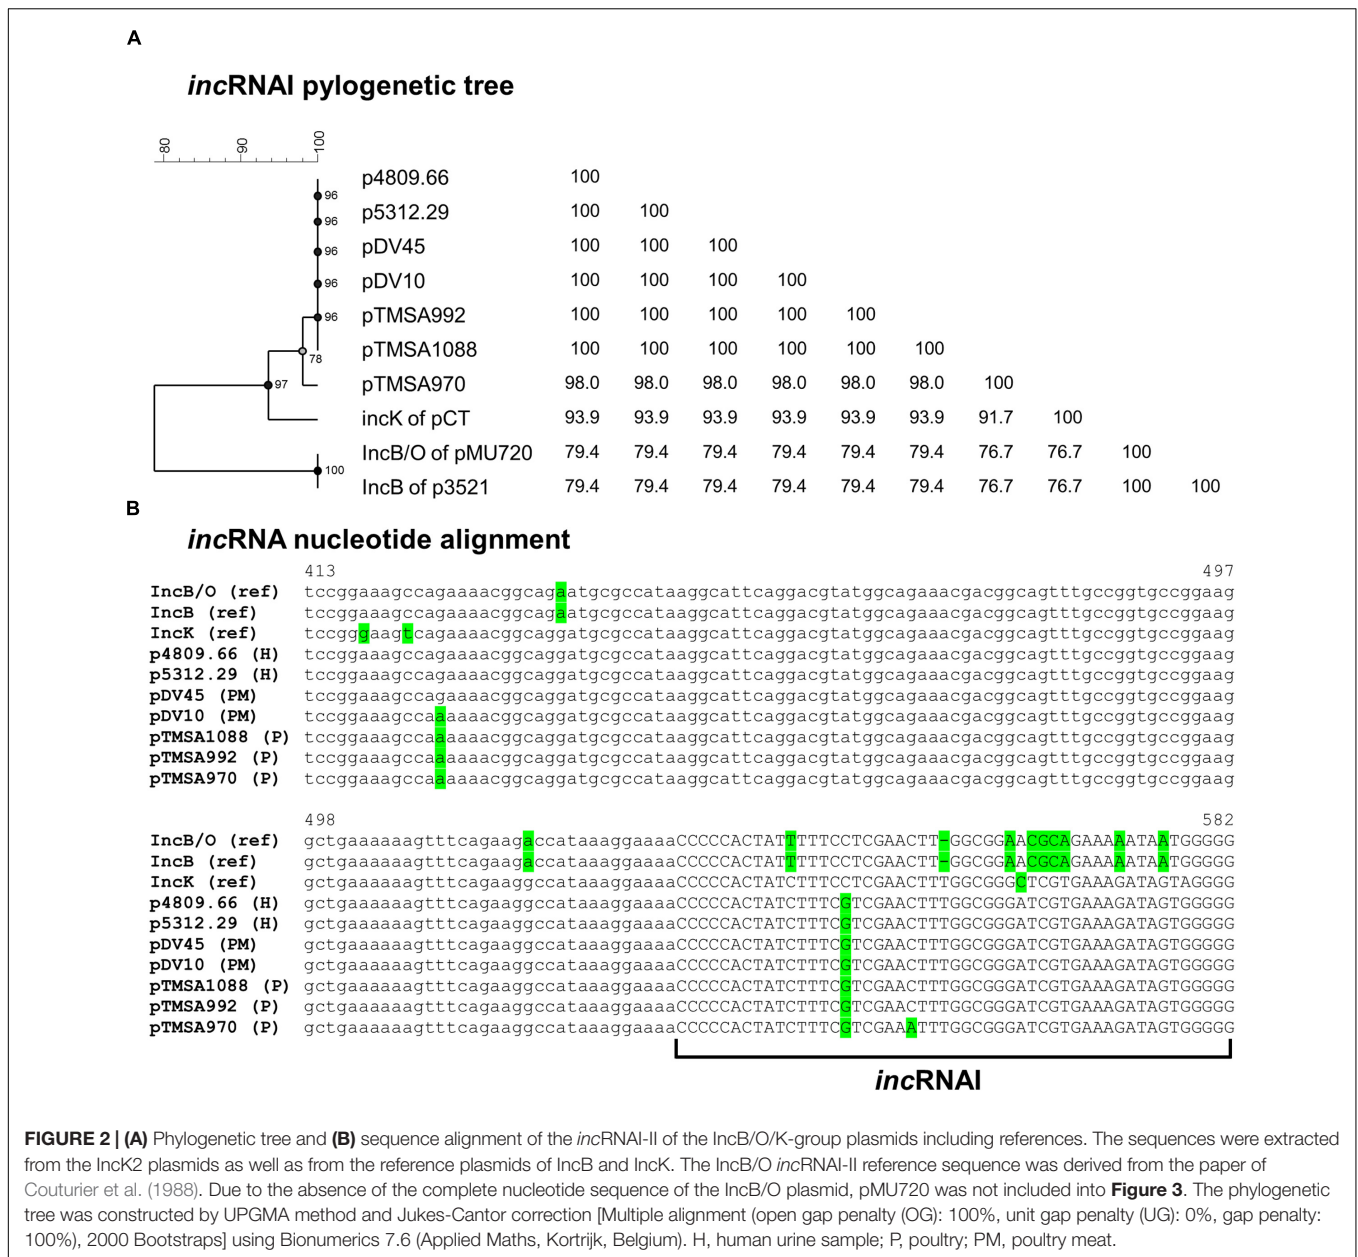 A
incRNAI pylogenetic tree
80 90 100
p4809.66 100
96
96
p5312.29 100 100
96
pDV45 100 100 100
96
pDV10 100 100 100 100
96
pTMSA992 100 100 100 100 100
78
pTMSA1088 100 100 100 100 100 100
97
pTMSA970 98.0 98.0 98.0 98.0 98.0 98.0 100
incK of pCT 93.9 93.9 93.9 93.9 93.9 93.9 91.7 100
IncB/O of pMU720 79.4 79.4 79.4 79.4 79.4 79.4 76.7 76.7 100
100
IncB of p3521 79.4 79.4 79.4 79.4 79.4 79.4 76.7 76.7 100 100
B
incRNA nucleotide alignment
413 497
IncB/O (ref) tccggaaagccagaaaacggcagaatgcgccataaggcattcaggacgtatggcagaaacgacggcagtttgccggtgccggaag
IncB (ref) tccggaaagccagaaaacggcagaatgcgccataaggcattcaggacgtatggcagaaacgacggcagtttgccggtgccggaag
IncK (ref) tccgggaagtcagaaaacggcaggatgcgccataaggcattcaggacgtatggcagaaacgacggcagtttgccggtgccggaag
p4809.66 (H) tccggaaagccagaaaacggcaggatgcgccataaggcattcaggacgtatggcagaaacgacggcagtttgccggtgccggaag
p5312.29 (H) tccggaaagccagaaaacggcaggatgcgccataaggcattcaggacgtatggcagaaacgacggcagtttgccggtgccggaag
pDV45 (PM) tccggaaagccagaaaacggcaggatgcgccataaggcattcaggacgtatggcagaaacgacggcagtttgccggtgccggaag
pDV10 (PM) tccggaaagccaaaaaacggcaggatgcgccataaggcattcaggacgtatggcagaaacgacggcagtttgccggtgccggaag
pTMSA1088 (P) tccggaaagccaaaaaacggcaggatgcgccataaggcattcaggacgtatggcagaaacgacggcagtttgccggtgccggaag
pTMSA992 (P) tccggaaagccaaaaaacggcaggatgcgccataaggcattcaggacgtatggcagaaacgacggcagtttgccggtgccggaag
pTMSA970 (P) tccggaaagccaaaaaacggcaggatgcgccataaggcattcaggacgtatggcagaaacgacggcagtttgccggtgccggaag
498 582
IncB/O (ref) gctgaaaaaagtttcagaagaccataaaggaaaaCCCCCACTATTTTTCCTCGAACTT-GGCGGAACGCAGAAAAATAATGGGGG
IncB (ref) gctgaaaaaagtttcagaagaccataaaggaaaaCCCCCACTATTTTTCCTCGAACTT-GGCGGAACGCAGAAAAATAATGGGGG
IncK (ref) gctgaaaaaagtttcagaaggccataaaggaaaaCCCCCACTATCTTTCCTCGAACTTTGGCGGGCTCGTGAAAGATAGTAGGGG
p4809.66 (H) gctgaaaaaagtttcagaaggccataaaggaaaaCCCCCACTATCTTTCGTCGAACTTTGGCGGGATCGTGAAAGATAGTGGGGG
p5312.29 (H) gctgaaaaaagtttcagaaggccataaaggaaaaCCCCCACTATCTTTCGTCGAACTTTGGCGGGATCGTGAAAGATAGTGGGGG
pDV45 (PM) gctgaaaaaagtttcagaaggccataaaggaaaaCCCCCACTATCTTTCGTCGAACTTTGGCGGGATCGTGAAAGATAGTGGGGG
pDV10 (PM) gctgaaaaaagtttcagaaggccataaaggaaaaCCCCCACTATCTTTCGTCGAACTTTGGCGGGATCGTGAAAGATAGTGGGGG
pTMSA1088 (P) gctgaaaaaagtttcagaaggccataaaggaaaaCCCCCACTATCTTTCGTCGAACTTTGGCGGGATCGTGAAAGATAGTGGGGG
pTMSA992 (P) gctgaaaaaagtttcagaaggccataaaggaaaaCCCCCACTATCTTTCGTCGAACTTTGGCGGGATCGTGAAAGATAGTGGGGG
pTMSA970 (P) gctgaaaaaagtttcagaaggccataaaggaaaaCCCCCACTATCTTTCGTCGAAATTTGGCGGGATCGTGAAAGATAGTGGGGG
incRNAI
FIGURE 2 | (A) Phylogenetic tree and (B) sequence alignment of the incRNAI-II of the IncB/O/K-group plasmids including references. The sequences were extracted
from the IncK2 plasmids as well as from the reference plasmids of IncB and IncK. The IncB/O incRNAI-II reference sequence was derived from the paper of
Couturier et al. (1988). Due to the absence of the complete nucleotide sequence of the IncB/O plasmid, pMU720 was not included into Figure 3. The phylogenetic
tree was constructed by UPGMA method and Jukes-Cantor correction [Multiple alignment (open gap penalty (OG): 100%, unit gap penalty (UG): 0%, gap penalty:
100%), 2000 Bootstraps] using Bionumerics 7.6 (Applied Maths, Kortrijk, Belgium). H, human urine sample; P, poultry; PM, poultry meat.